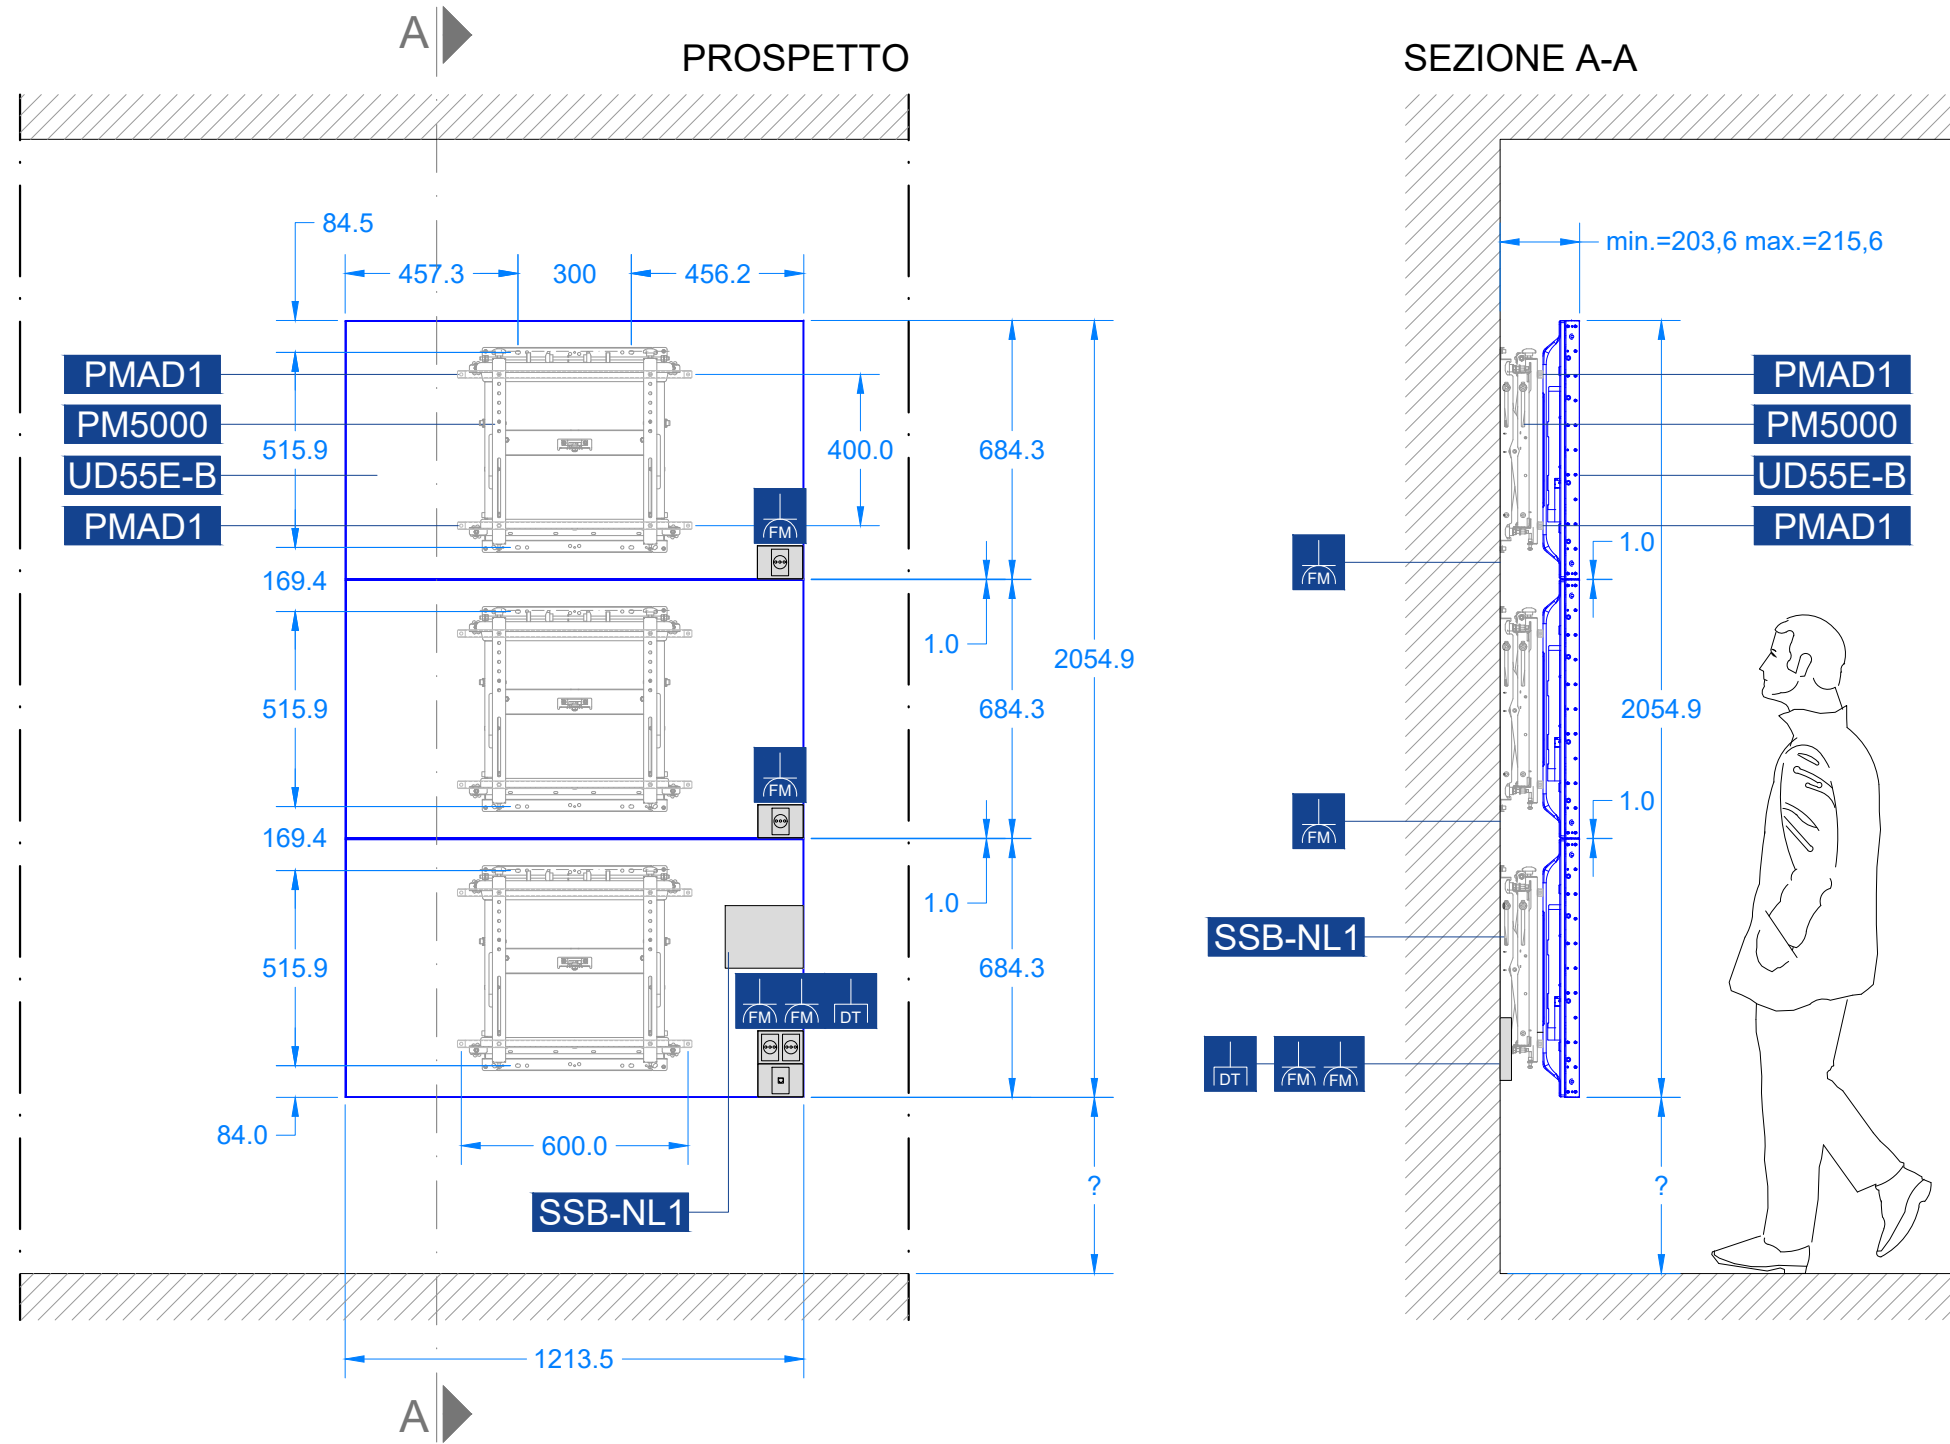 A
PROSPETTO
SEZIONE A-A
84.5
457.3
300
456.2
min.=203,6 max.=215,6
PMAD1
PM5000
UD55E-B
PMAD1
515.9
400.0
684.3
FM
169.4
1.0
2054.9
515.9
684.3
FM
169.4
1.0
515.9
684.3
FM
FM
DT
84.0
600.0
?
SSB-NL1
1213.5
A
PMAD1
PM5000
UD55E-B
PMAD1
1.0
FM
2054.9
1.0
FM
SSB-NL1
DT
FM
FM
?